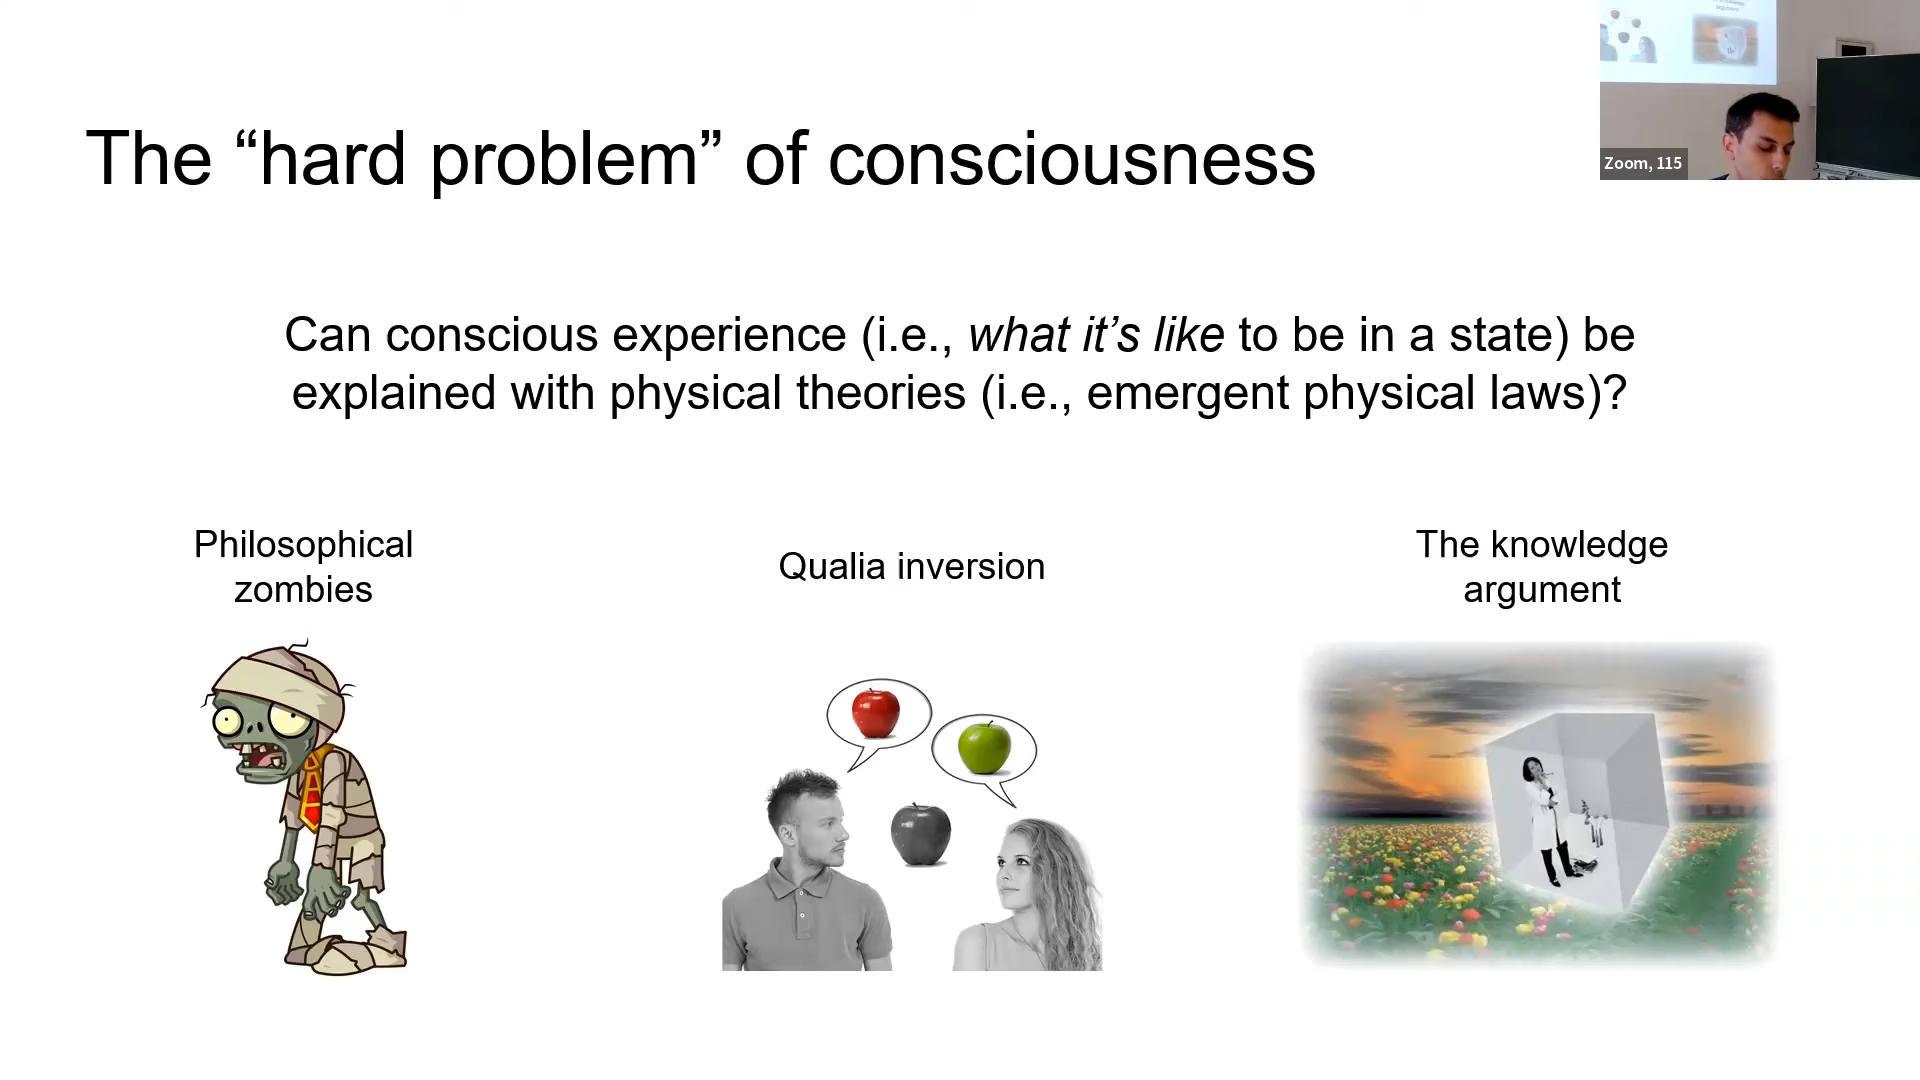 The “hard problem” of consciousness
Zoom, 115
Can conscious experience (i.e., what it’s like to be in a state) be
explained with physical theories (i.e., emergent physical laws)?
Philosophical
zombies
Qualia inversion
The knowledge
argument